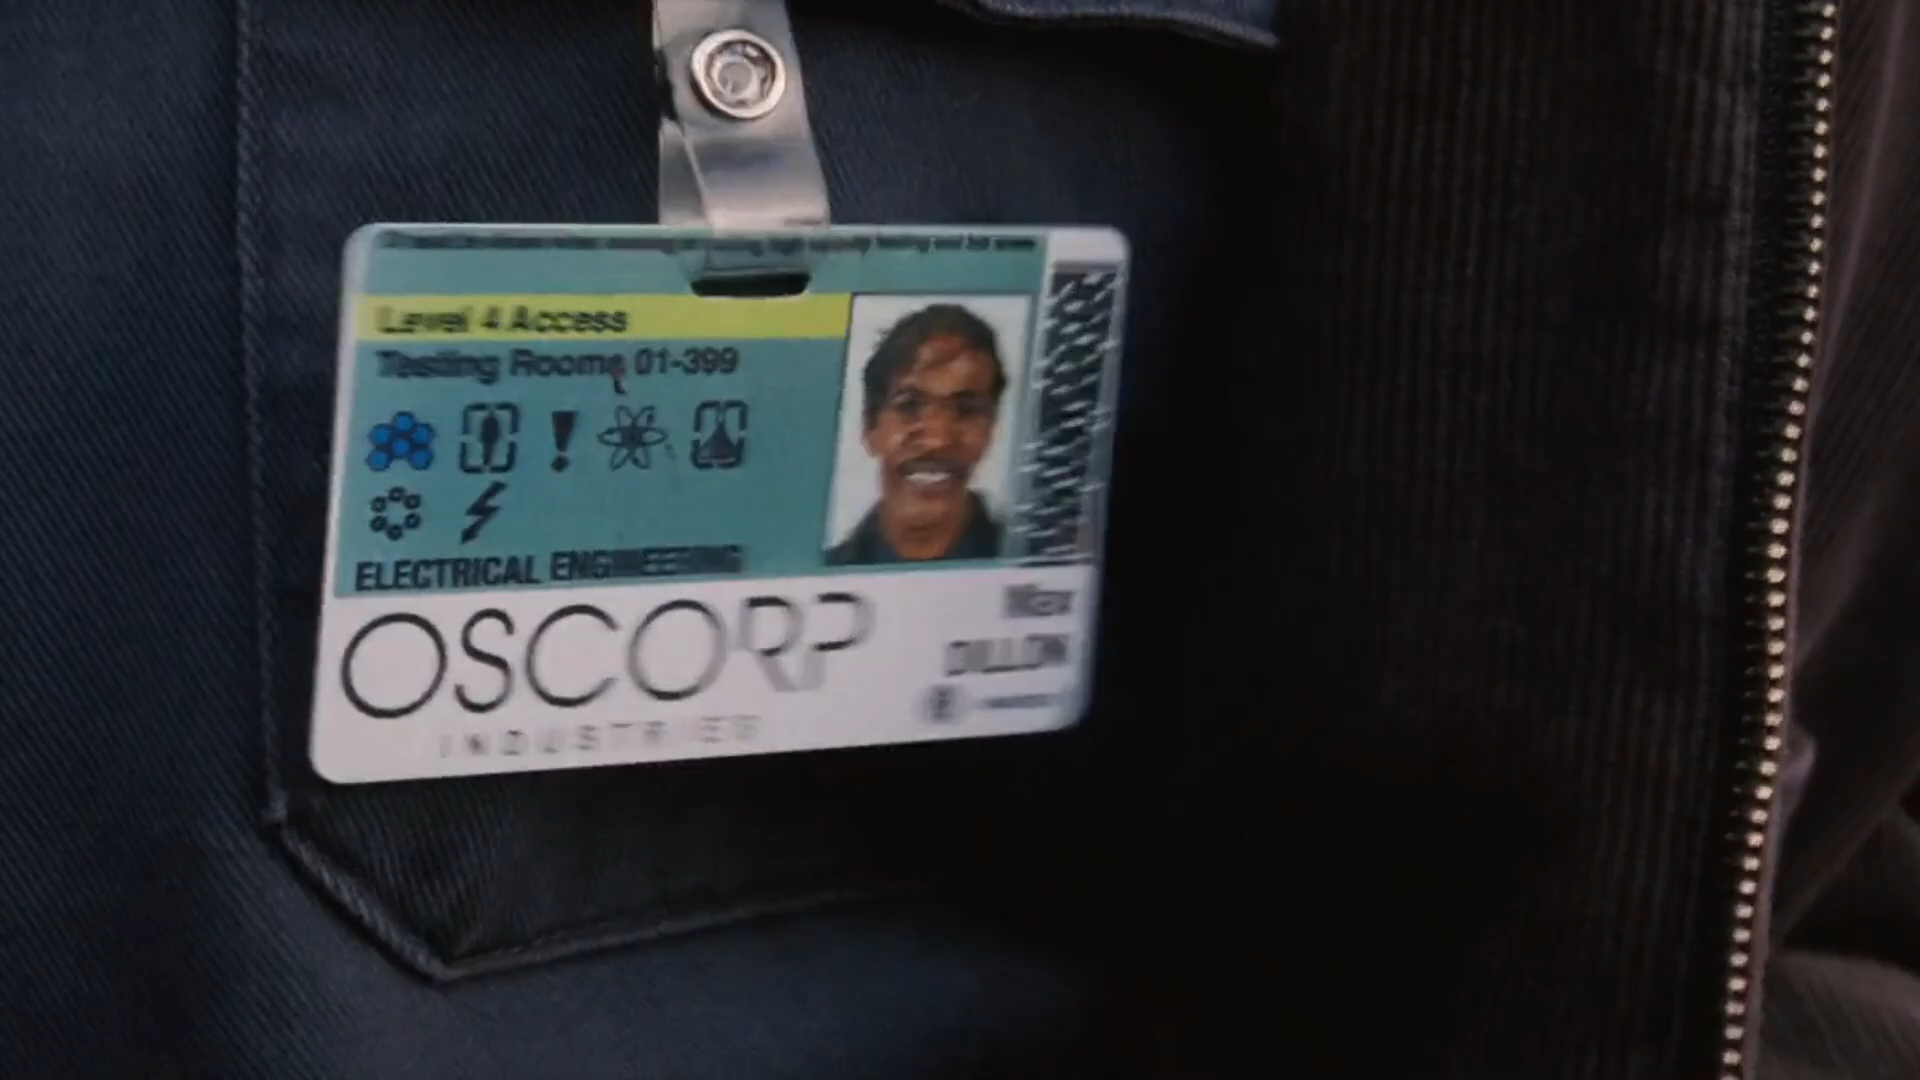 Level 4 Access
Testing Rooms 01-399
ELECTRICAL ENGINEERING
OSCORP
INDUSTRIES
Max
DILLON